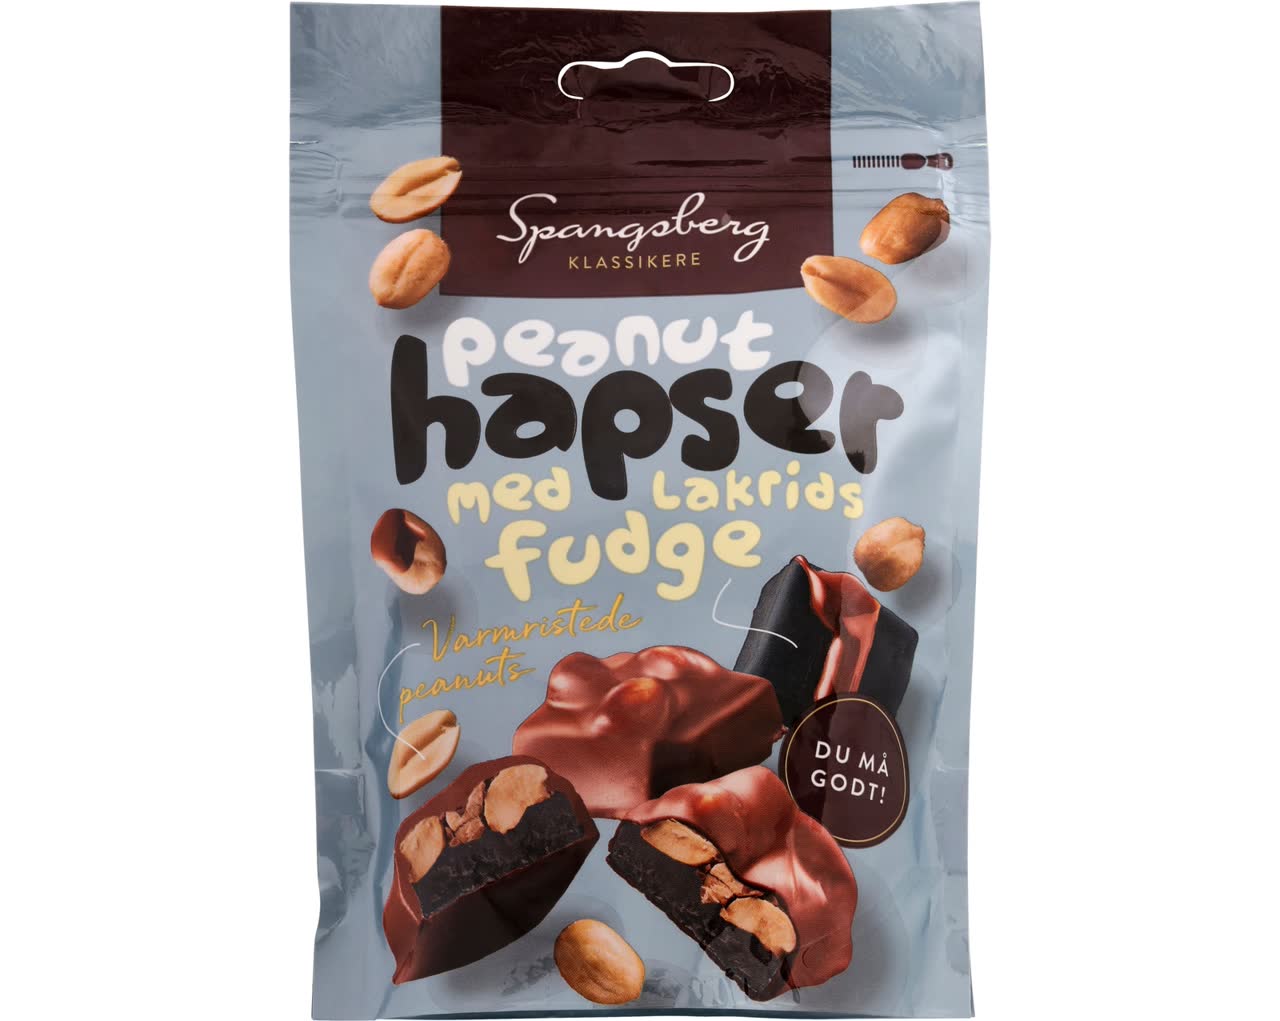 Spangsberg
KLASSIKERE
peanut
hapser
med Lakrids
fudge
Varmristede
peanuts
DU MÅ
GODT!